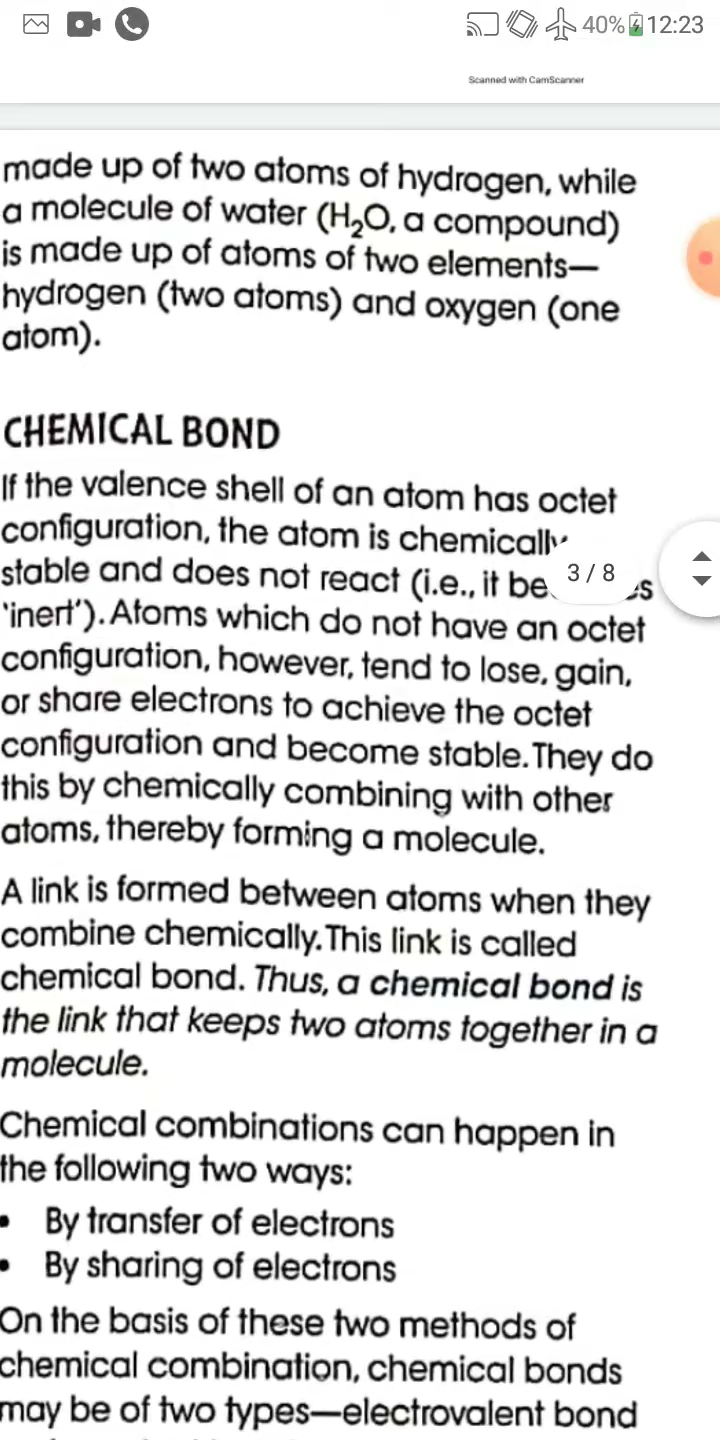 40% 12:23
Scanned with CamScanner
made up of two atoms of hydrogen, while
a molecule of water (H₂O, a compound)
is made up of atoms of two elements—
hydrogen (two atoms) and oxygen (one
atom).
CHEMICAL BOND
If the valence shell of an atom has octet
configuration, the atom is chemically
stable and does not react (i.e., it
3 / 8
'inert'). Atoms which do not have an octet
configuration, however, tend to lose, gain,
or share electrons to achieve the octet
configuration and become stable. They do
this by chemically combining with other
atoms, thereby forming a molecule.
A link is formed between atoms when they
combine chemically. This link is called
chemical bond. Thus, a chemical bond is
the link that keeps two atoms together in a
molecule.
Chemical combinations can happen in
the following two ways:
• By transfer of electrons
• By sharing of electrons
On the basis of these two methods of
chemical combination, chemical bonds
may be of two types—electrovalent bond